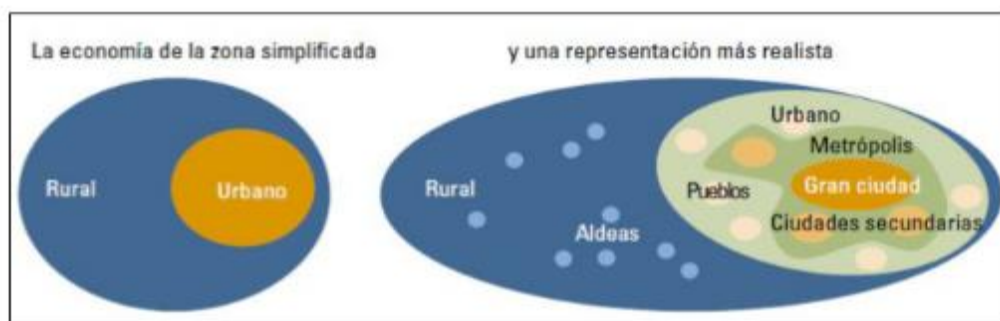 La economía de la zona simplificada
y una representación más realista
Rural
Urbano
Rural
Aldeas
Urbano
Metrópolis
Gran ciudad
Pueblos
Ciudades secundarias